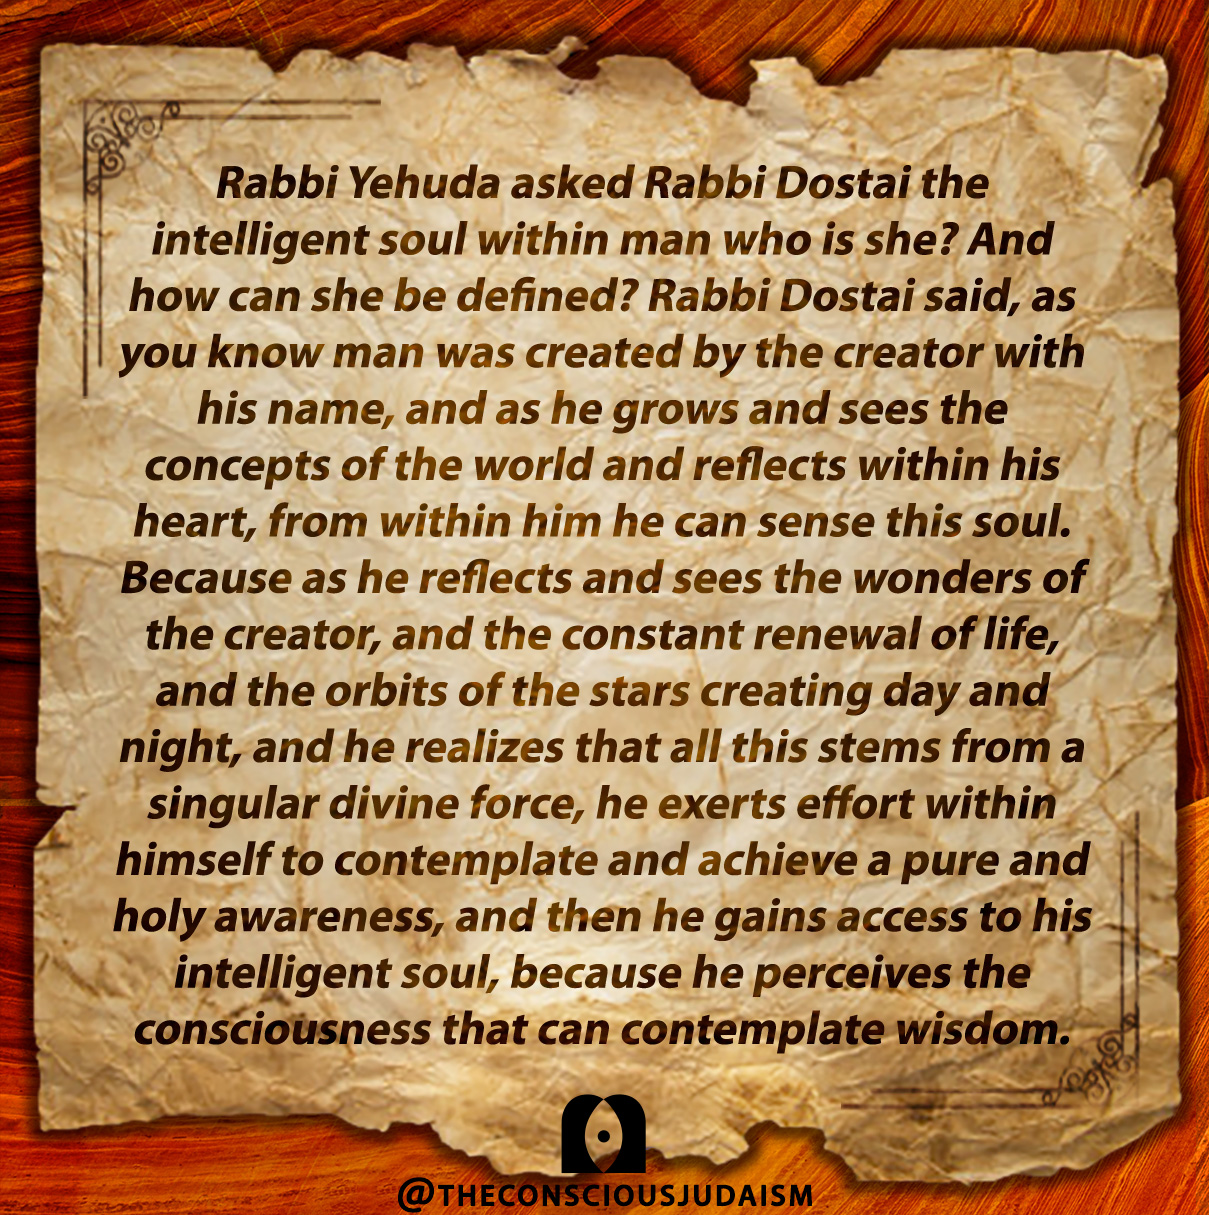 Rabbi Yehuda asked Rabbi Dostai the
intelligent soul within man who is she? And
how can she be defined? Rabbi Dostai said, as
you know man was created by the creator with
his name, and as he grows and sees the
concepts of the world and reflects within his
heart, from within him he can sense this soul.
Because as he reflects and sees the wonders of
the creator, and the constant renewal of life,
and the orbits of the stars creating day and
night, and he realizes that all this stems from a
singular divine force, he exerts effort within
himself to contemplate and achieve a pure and
holy awareness, and then he gains access to his
intelligent soul, because he perceives the
consciousness that can contemplate wisdom.
@THECONSCIOUSJUDAISM